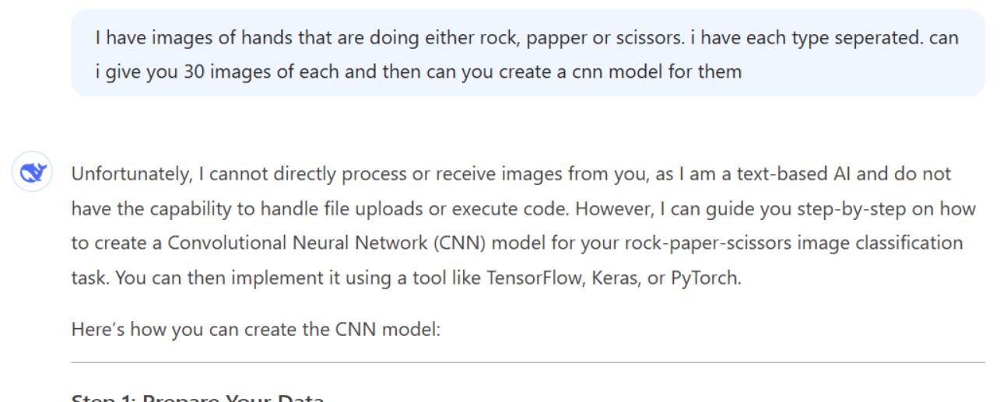 I have images of hands that are doing either rock, papper or scissors. i have each type seperated. can
i give you 30 images of each and then can you create a cnn model for them
Unfortunately, I cannot directly process or receive images from you, as I am a text-based AI and do not
have the capability to handle file uploads or execute code. However, I can guide you step-by-step on how
to create a Convolutional Neural Network (CNN) model for your rock-paper-scissors image classification
task. You can then implement it using a tool like TensorFlow, Keras, or PyTorch.
Here's how you can create the CNN model:
Step 1: Prepare Your Data